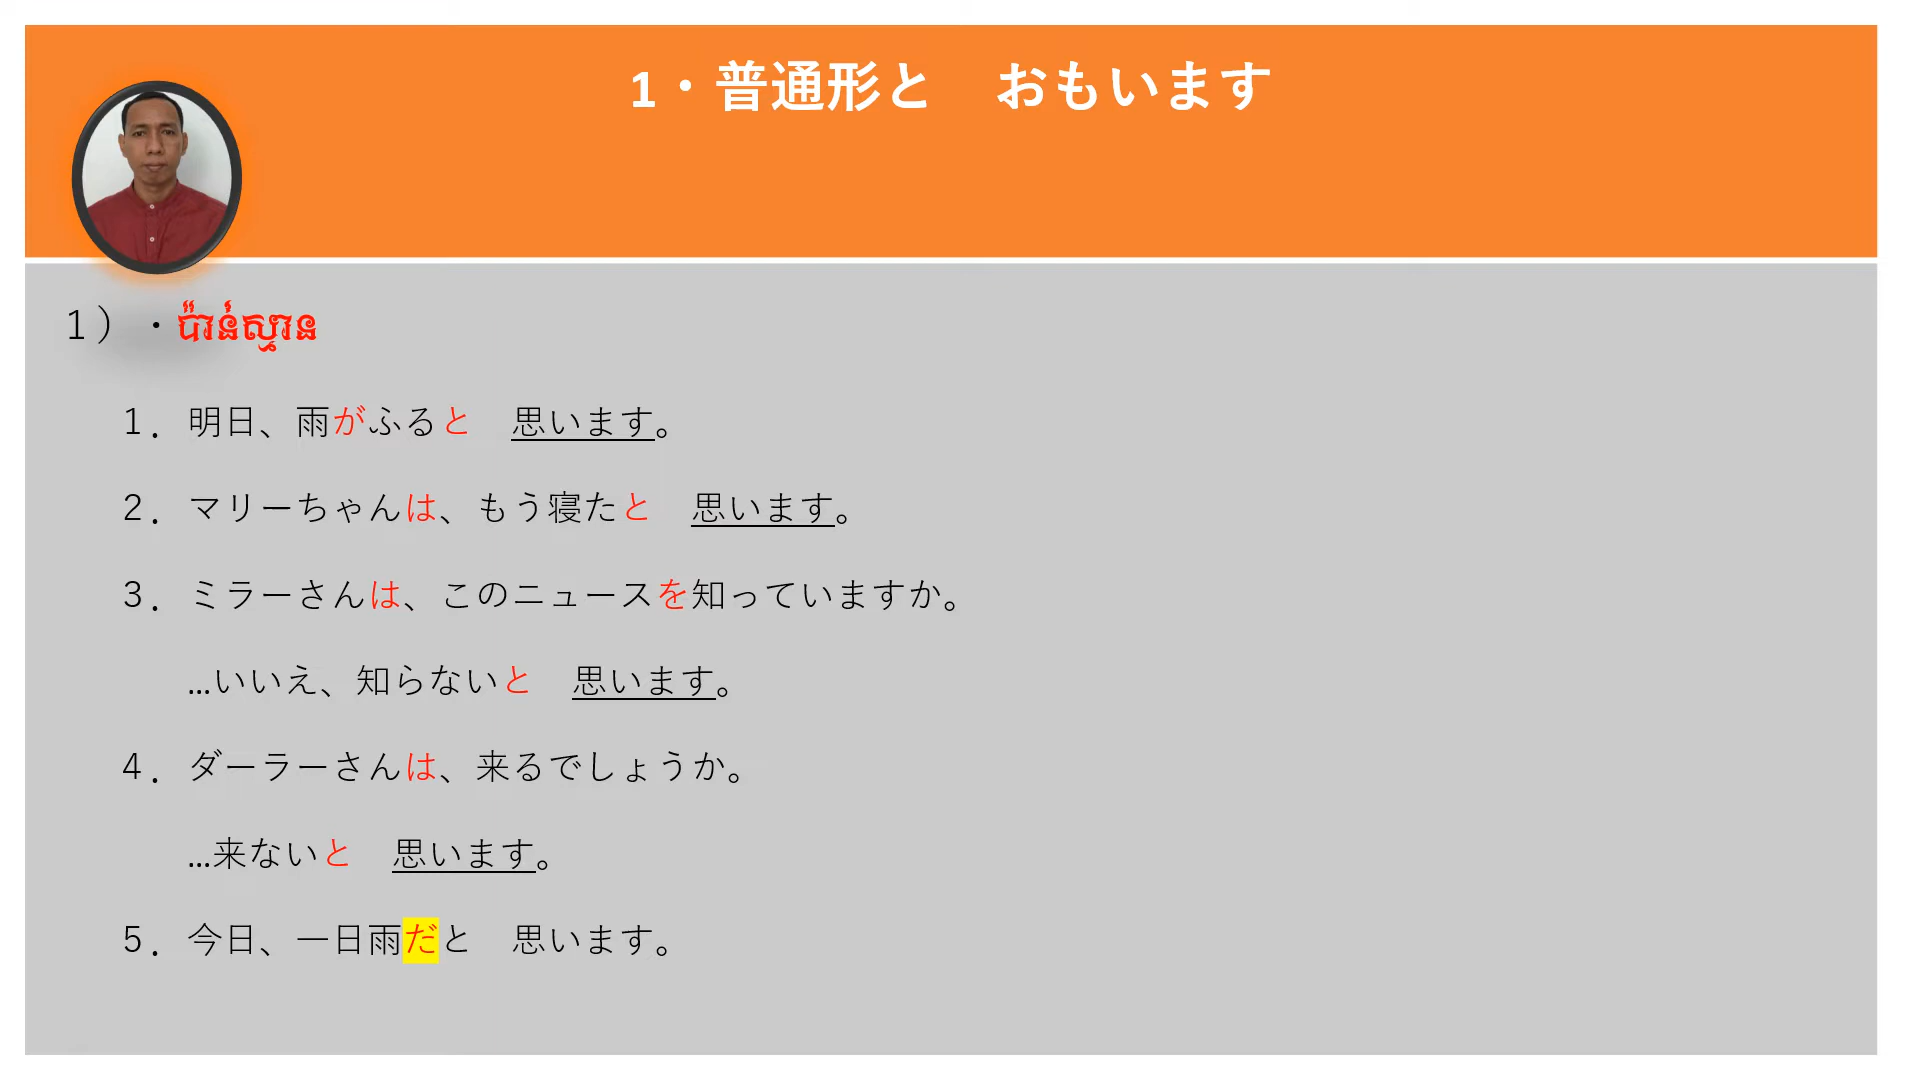 1・普通形と　おもいます
1）・ប៉ាន់ស្មាន
1．明日、雨がふると　思います。
2．マリーちゃんは、もう寝たと　思います。
3．ミラーさんは、このニュースを知っていますか。
…いいえ、知らないと　思います。
4．ダーラーさんは、来るでしょうか。
…来ないと　思います。
5．今日、一日雨だと　思います。